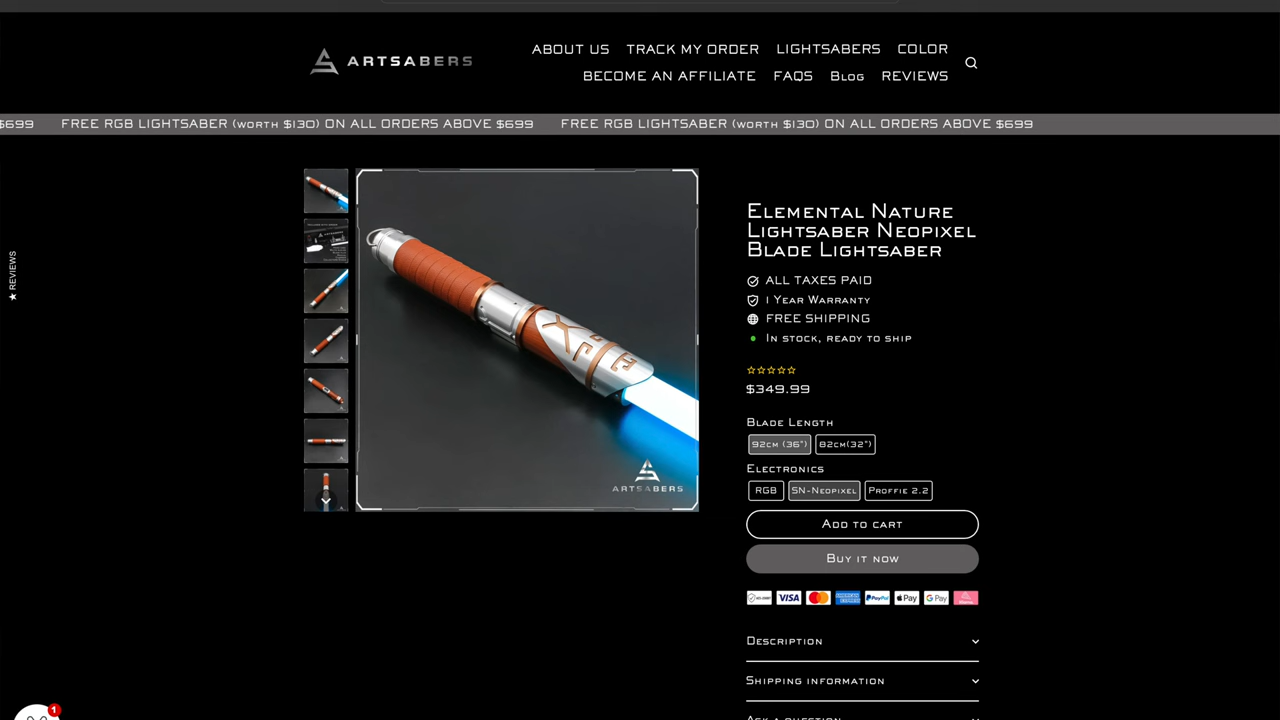 ARTSABERS
ABOUT US TRACK MY ORDER LIGHTSABERS COLOR
BECOME AN AFFILIATE FAQS Blog REVIEWS
$699 FREE RGB LIGHTSABER (worth $130) ON ALL ORDERS ABOVE $699 FREE RGB LIGHTSABER (worth $130) ON ALL ORDERS ABOVE $699
★ REVIEWS
ARTSABERS
Elemental Nature
Lightsaber Neopixel
Blade Lightsaber
ALL TAXES PAID
1 Year Warranty
FREE SHIPPING
In stock, ready to ship
$349.99
Blade Length
92cm (36") 82cm(32")
Electronics
RGB SN-Neopixel Proffie 2.2
Add to cart
Buy it now
VISA PayPal Pay G Pay
Description
Shipping information
Ask a question
1